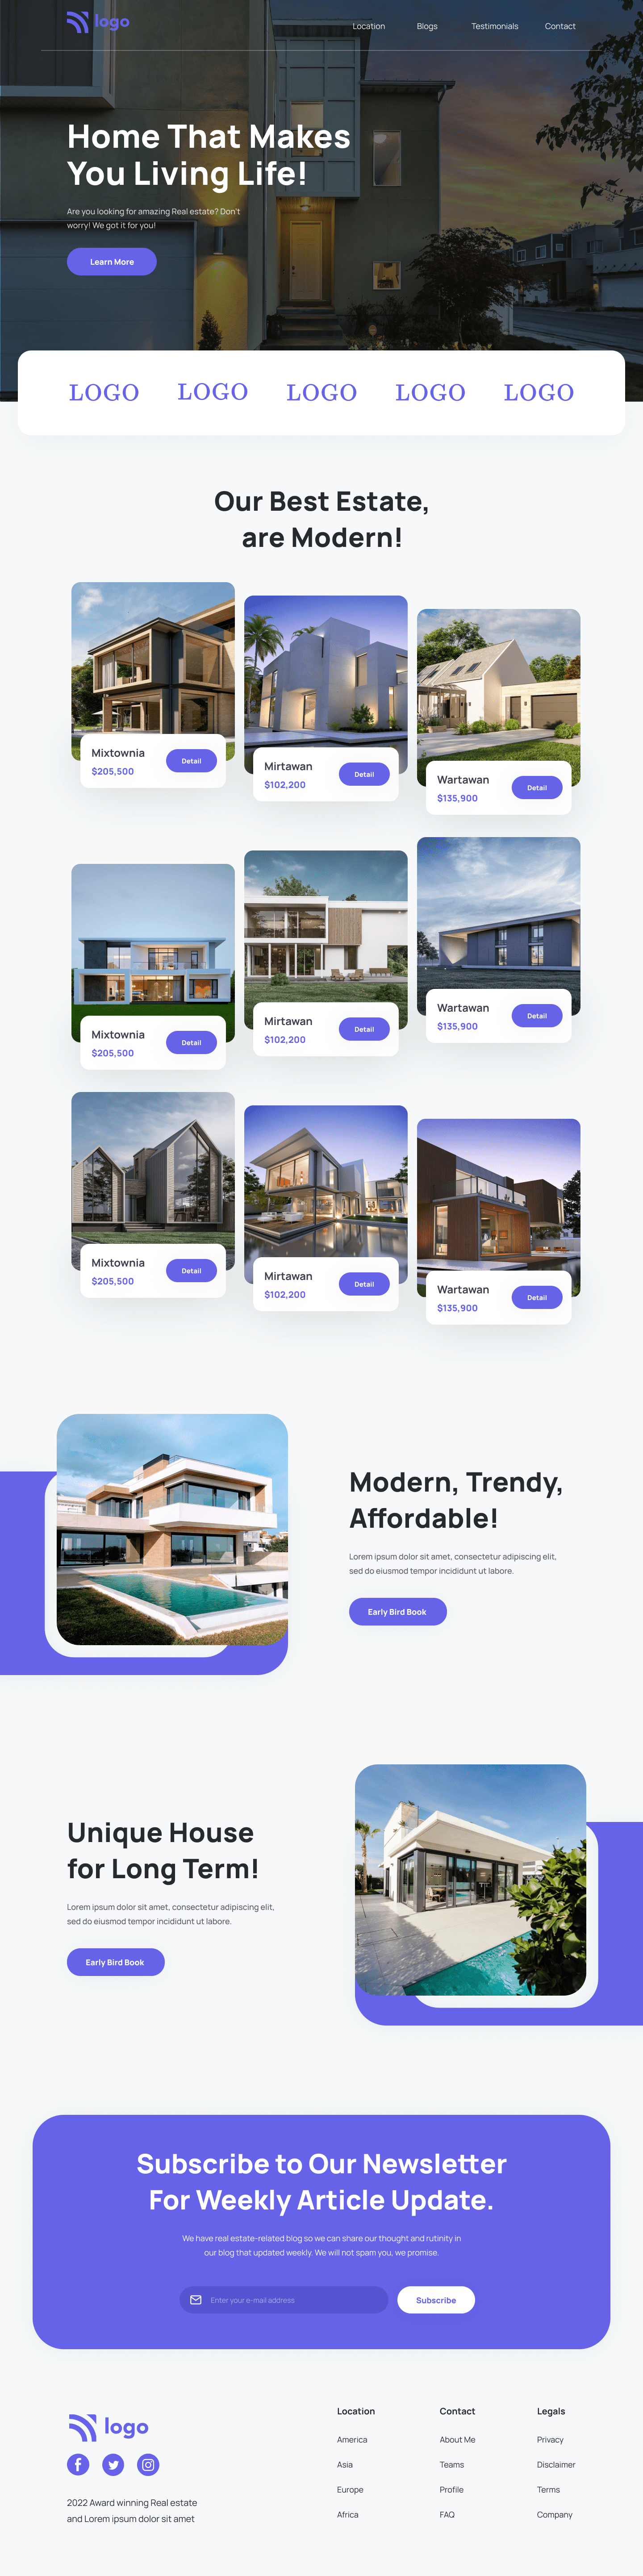 logo
Location Blogs Testimonials Contact
Home That Makes
You Living Life!
Are you looking for amazing Real estate? Don't
worry! We got it for you!
Learn More
LOGO LOGO LOGO LOGO LOGO
Our Best Estate,
are Modern!
Mixtownia
$205,500
Detail
Mirtawan
$102,200
Detail
Wartawan
$135,900
Detail
Mixtownia
$205,500
Detail
Mirtawan
$102,200
Detail
Wartawan
$135,900
Detail
Mixtownia
$205,500
Detail
Mirtawan
$102,200
Detail
Wartawan
$135,900
Detail
Modern, Trendy,
Affordable!
Lorem ipsum dolor sit amet, consectetur adipiscing elit,
sed do eiusmod tempor incididunt ut labore.
Early Bird Book
Unique House
for Long Term!
Lorem ipsum dolor sit amet, consectetur adipiscing elit,
sed do eiusmod tempor incididunt ut labore.
Early Bird Book
Subscribe to Our Newsletter
For Weekly Article Update.
We have real estate-related blog so we can share our thought and rutinity in
our blog that updated weekly. We will not spam you, we promise.
Enter your e-mail address
Subscribe
logo
2022 Award winning Real estate
and Lorem ipsum dolor sit amet
Location
America
Asia
Europe
Africa
Contact
About Me
Teams
Profile
FAQ
Legals
Privacy
Disclaimer
Terms
Company